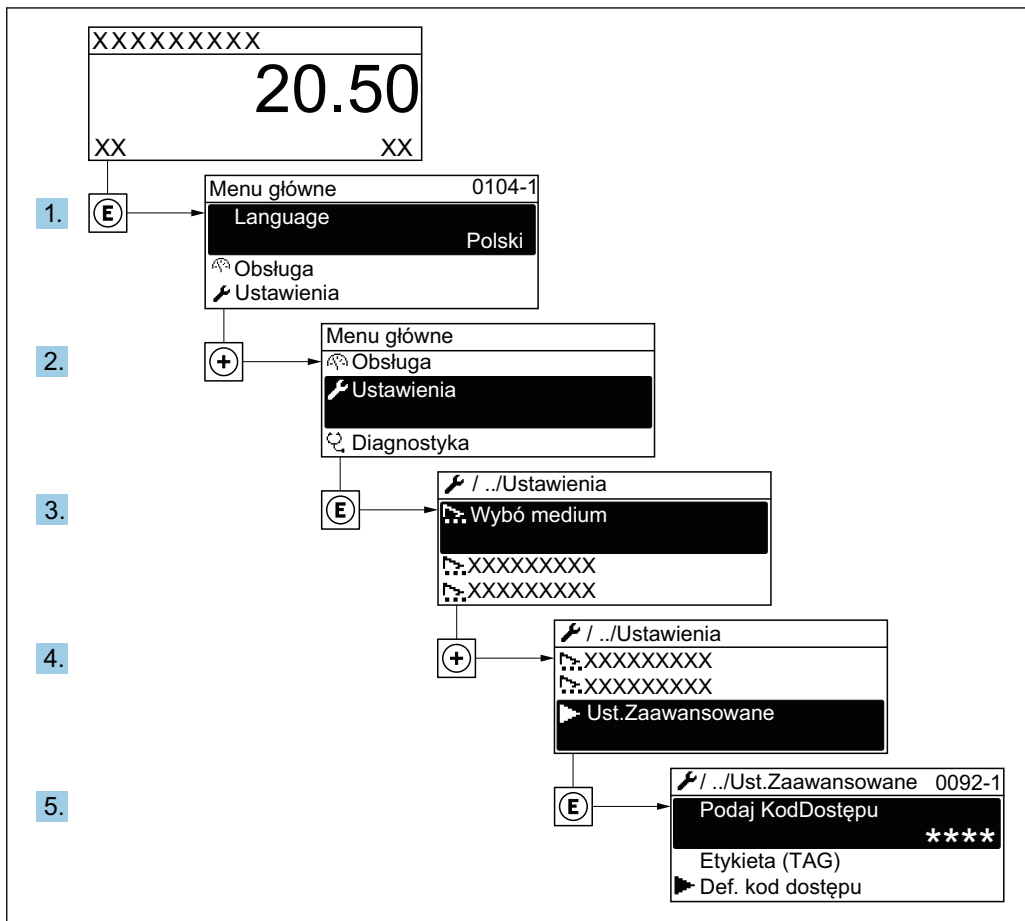 XXXXXXXXX
20.50
XX XX
1. E
Menu główne 0104-1
Language
Polski
Obsługa
Ustawienia
2. +
Menu główne
Obsługa
Ustawienia
Diagnostyka
3. E
/ ../Ustawienia
Wybó medium
XXXXXXXXX
XXXXXXXXX
4. +
/ ../Ustawienia
XXXXXXXXX
XXXXXXXXX
Ust.Zaawansowane
5. E
/ ../Ust.Zaawansowane 0092-1
Podaj KodDostępu
****
Etykieta (TAG)
Def. kod dostępu